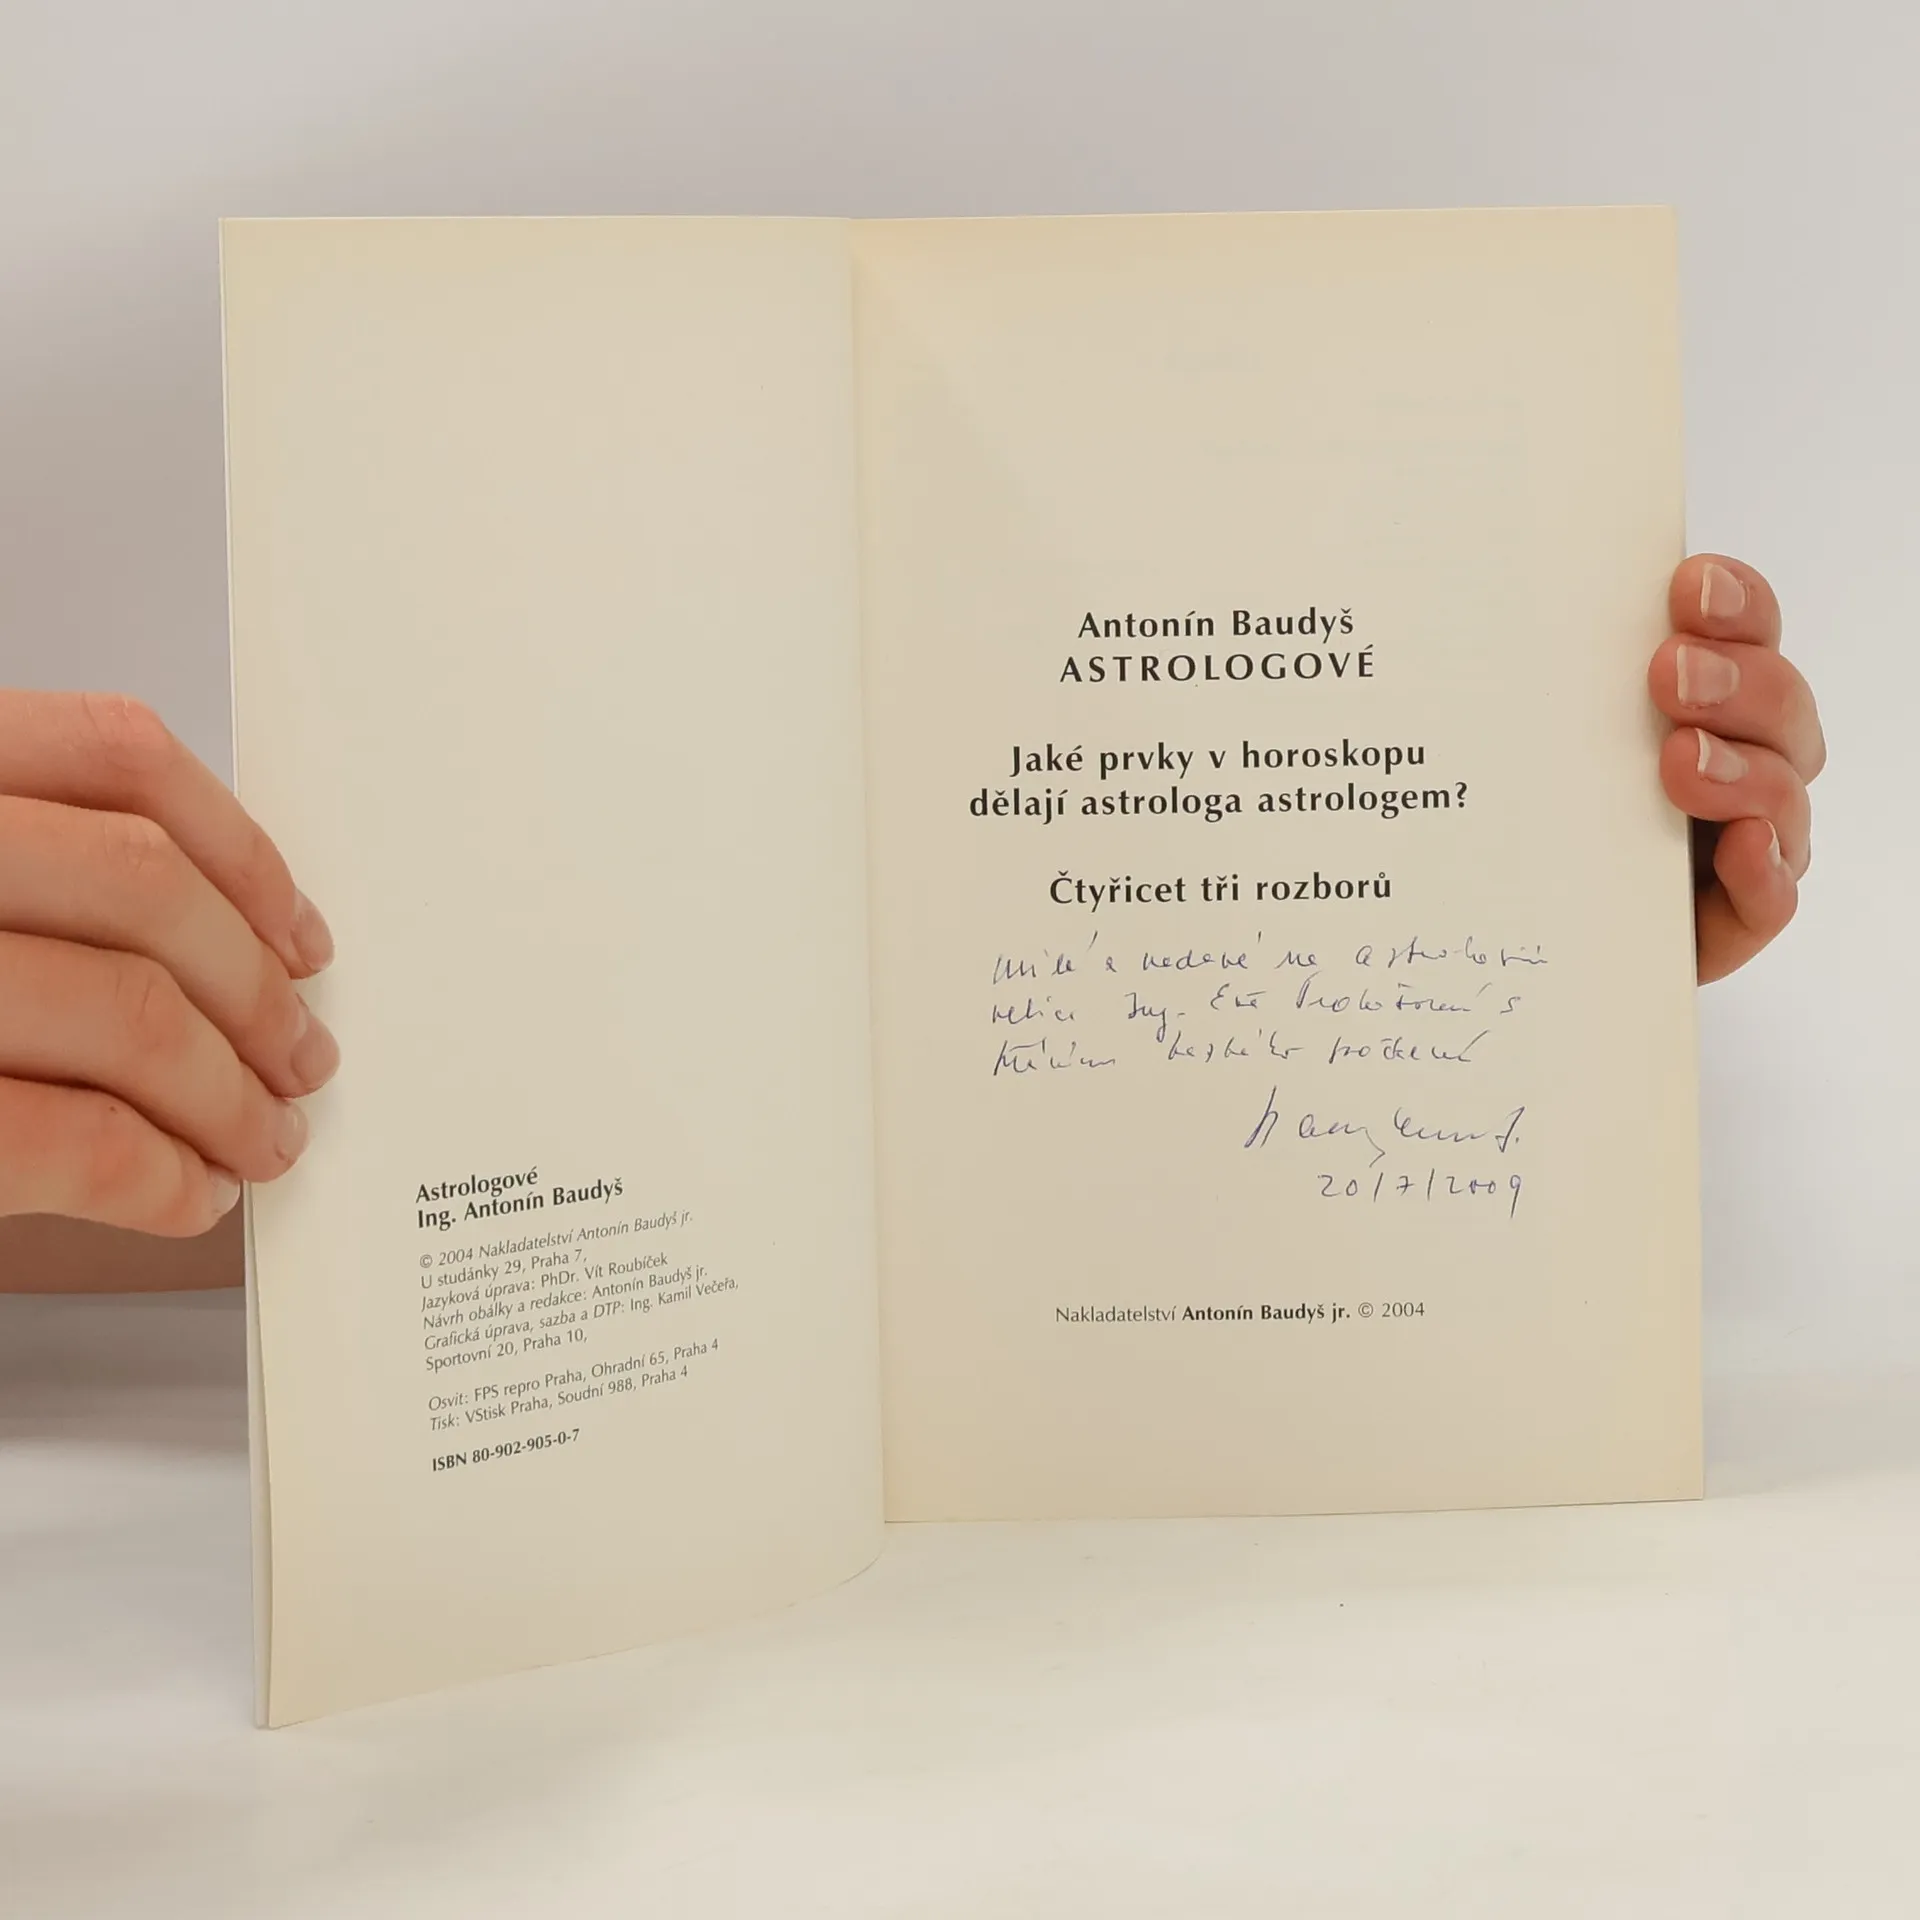 Astrologové
Ing. Antonín Baudyš
© 2004 Nakladatelství Antonín Baudyš jr.
U studánky 29, Praha 7,
Jazyková úprava: PhDr. Vít Roubíček
Návrh obálky a redakce: Antonín Baudyš jr.
Grafická úprava, sazba a DTP: Ing. Kamil Večeřa,
Sportovní 20, Praha 10,
Osvit: FPS repro Praha, Ohradní 65, Praha 4
Tisk: VStisk Praha, Soudní 988, Praha 4
ISBN 80-902-905-0-7
Antonín Baudyš
ASTROLOGOVÉ
Jaké prvky v horoskopu
dělají astrologa astrologem?
Čtyřicet tři rozborů
Milé a
Ing. s
20/7/2009
Nakladatelství Antonín Baudyš jr. © 2004